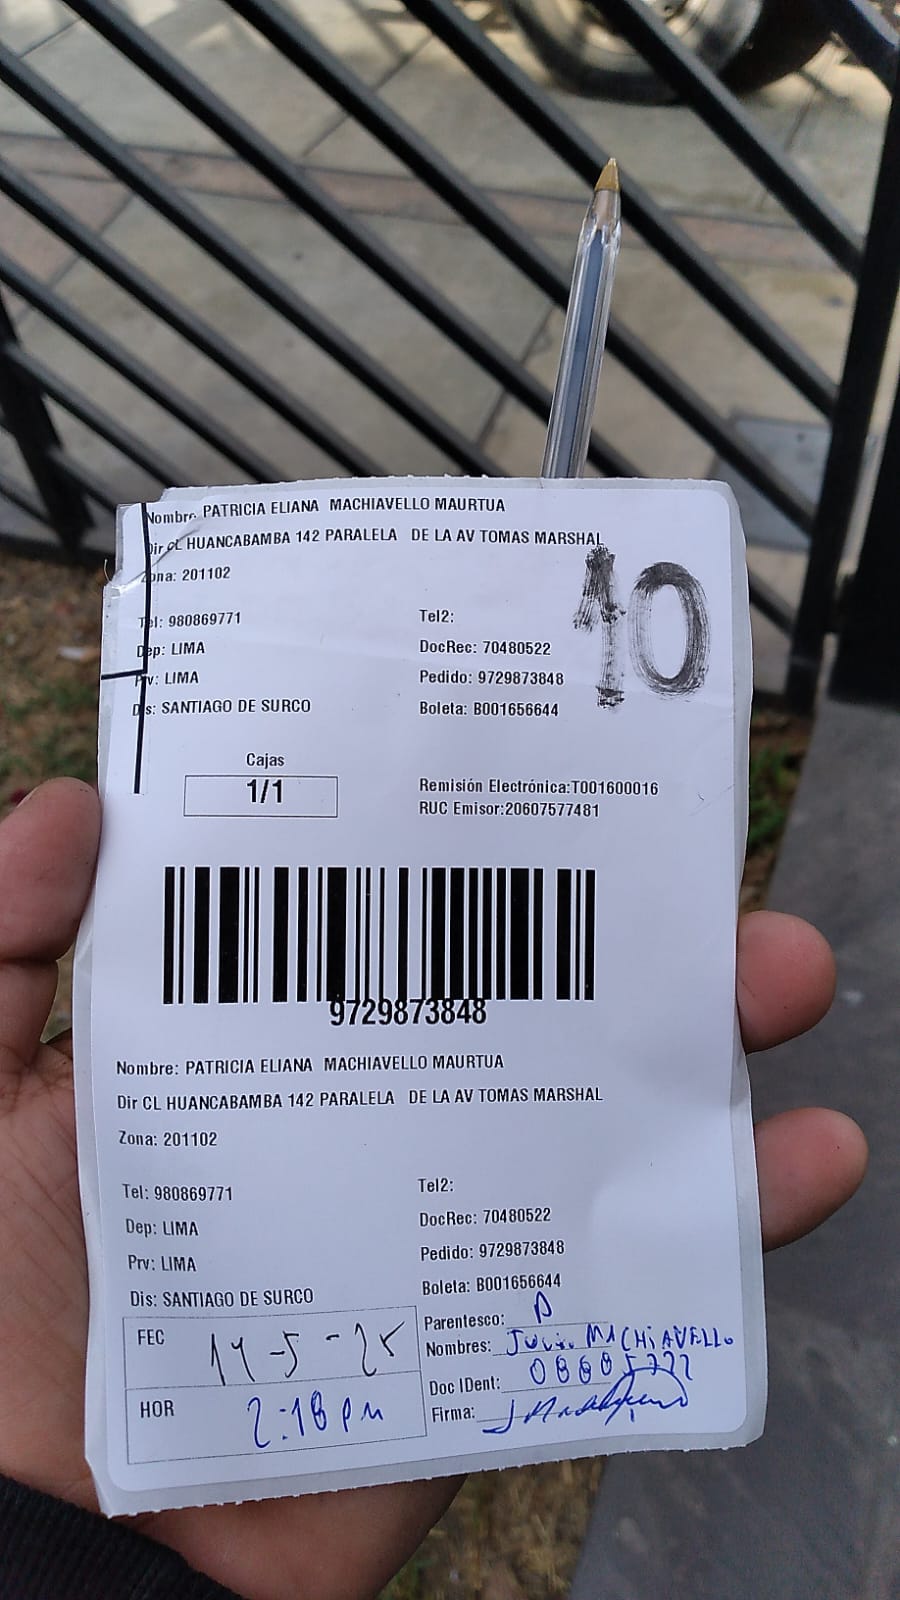 Nombre: PATRICIA ELIANA MACHIAVELLO MAURTUA
Dir CL HUANCABAMBA 142 PARALELA DE LA AV TOMAS MARSHAL
Zona: 201102
10
Tel: 980869771 Tel2:
Dep: LIMA DocRec: 70480522
Prv: LIMA Pedido: 9729873848
Dis: SANTIAGO DE SURCO Boleta: B001656644
Cajas
1/1
Remisión Electrónica:T001600016
RUC Emisor:20607577481
9729873848
Nombre: PATRICIA ELIANA MACHIAVELLO MAURTUA
Dir CL HUANCABAMBA 142 PARALELA DE LA AV TOMAS MARSHAL
Zona: 201102
Tel: 980869771 Tel2:
Dep: LIMA DocRec: 70480522
Prv: LIMA Pedido: 9729873848
Dis: SANTIAGO DE SURCO Boleta: B001656644
FEC 14-5-25 Parentesco:
Nombres: MACHiAVELLO
HOR 2:18 pm Doc IDent:
Firma: